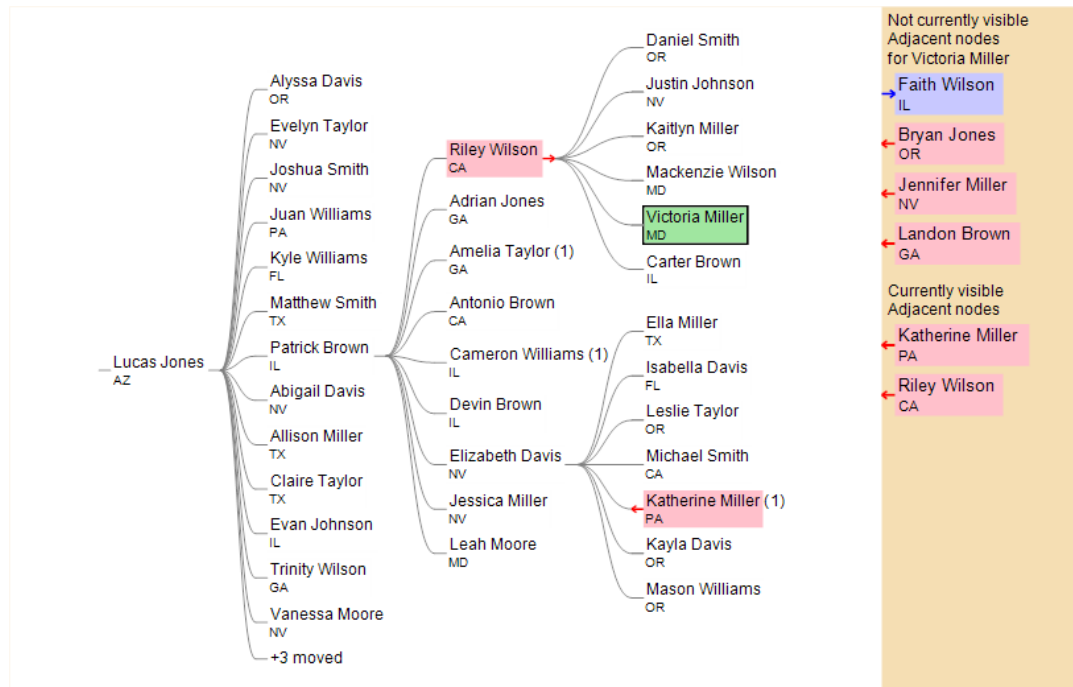 Lucas Jones
AZ
Alyssa Davis
OR
Evelyn Taylor
NV
Joshua Smith
NV
Juan Williams
PA
Kyle Williams
FL
Matthew Smith
TX
Patrick Brown
IL
Abigail Davis
NV
Allison Miller
TX
Claire Taylor
TX
Evan Johnson
IL
Trinity Wilson
GA
Vanessa Moore
NV
+3 moved
Riley Wilson
CA
Adrian Jones
GA
Amelia Taylor (1)
GA
Antonio Brown
CA
Cameron Williams (1)
IL
Devin Brown
IL
Elizabeth Davis
NV
Jessica Miller
NV
Leah Moore
MD
Daniel Smith
OR
Justin Johnson
NV
Kaitlyn Miller
OR
Mackenzie Wilson
MD
Victoria Miller
MD
Carter Brown
IL
Ella Miller
TX
Isabella Davis
FL
Leslie Taylor
OR
Michael Smith
CA
Katherine Miller (1)
PA
Kayla Davis
OR
Mason Williams
OR
Not currently visible
Adjacent nodes
for Victoria Miller
Faith Wilson
IL
Bryan Jones
OR
Jennifer Miller
NV
Landon Brown
GA
Currently visible
Adjacent nodes
Katherine Miller
PA
Riley Wilson
CA